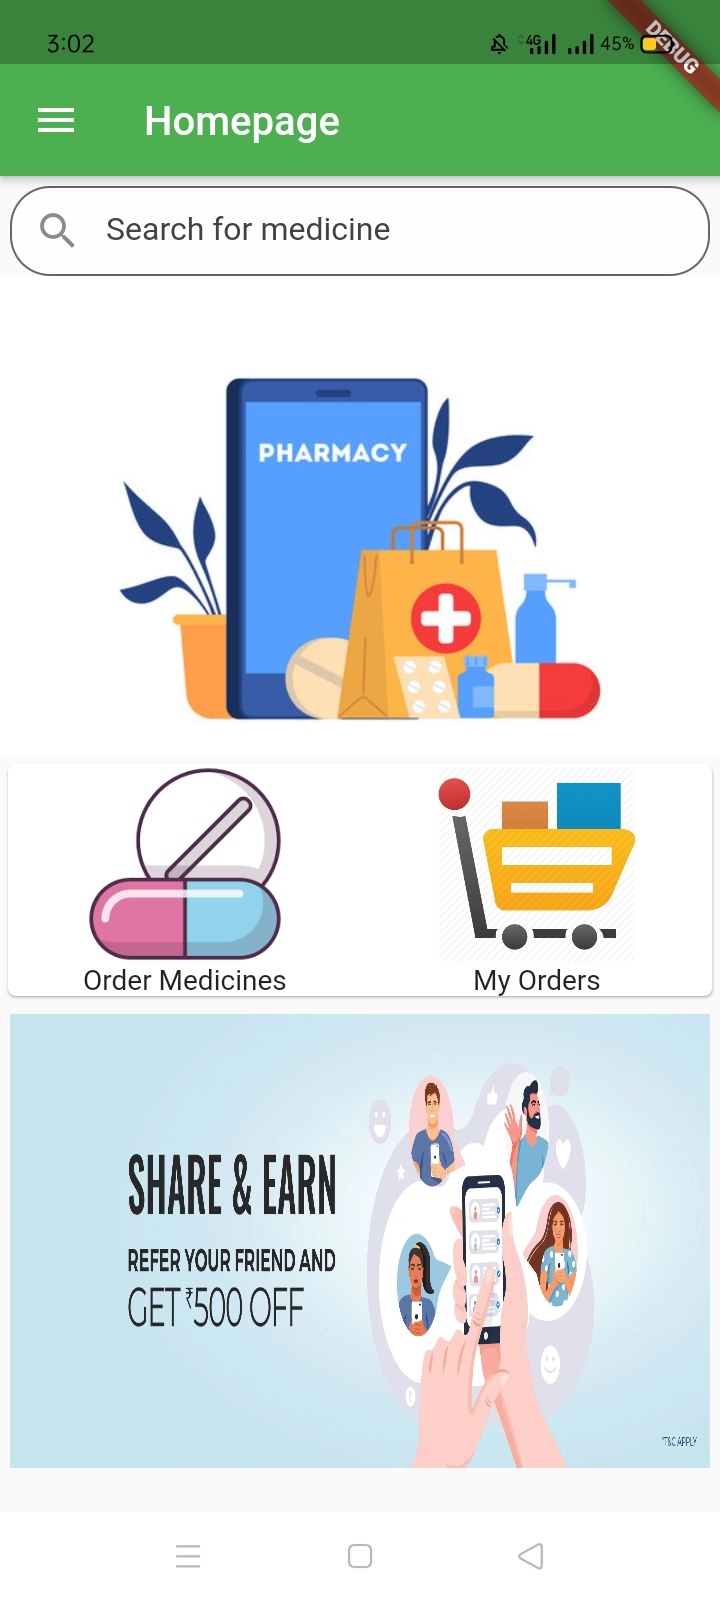 3:02
4G 45%
DEBUG
Homepage
Search for medicine
PHARMACY
Order Medicines
My Orders
SHARE & EARN
REFER YOUR FRIEND AND
GET ₹500 OFF
*T&C APPLY